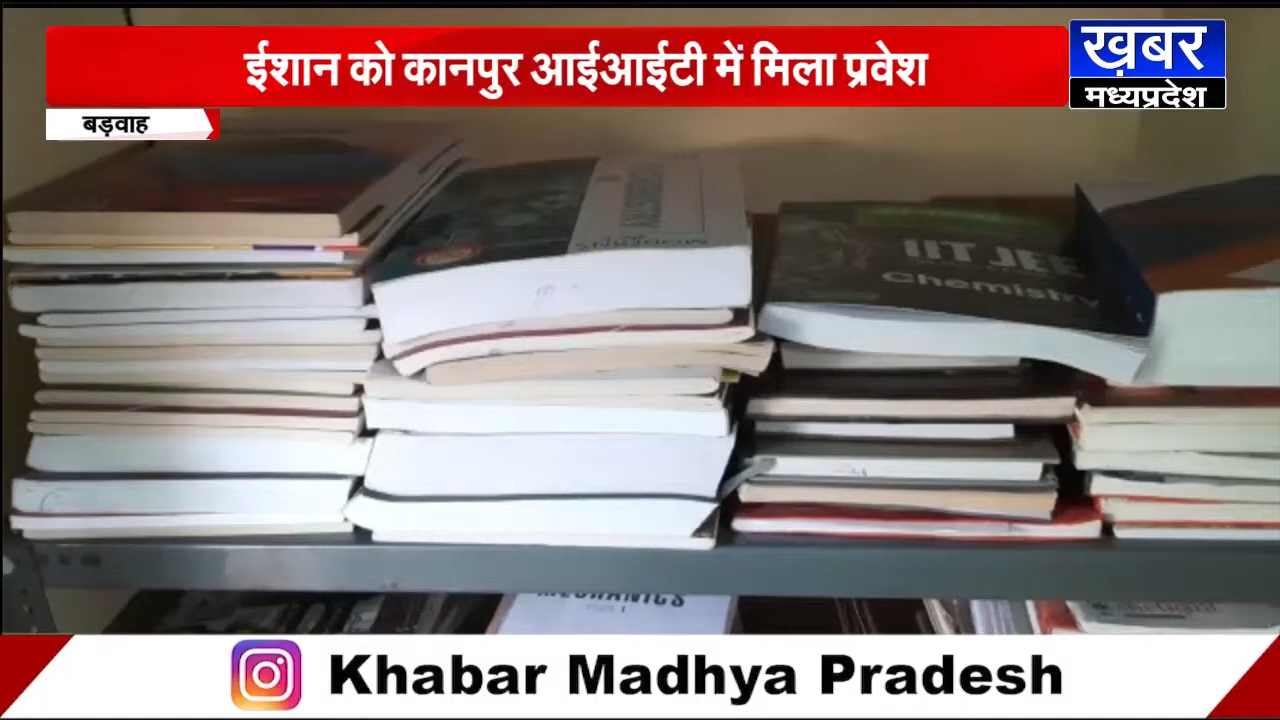 ईशान को कानपुर आईआईटी में मिला प्रवेश
ख़बर
मध्यप्रदेश
बड़वाह
IIT JEE
Chemistry
MECHANICS
Khabar Madhya Pradesh